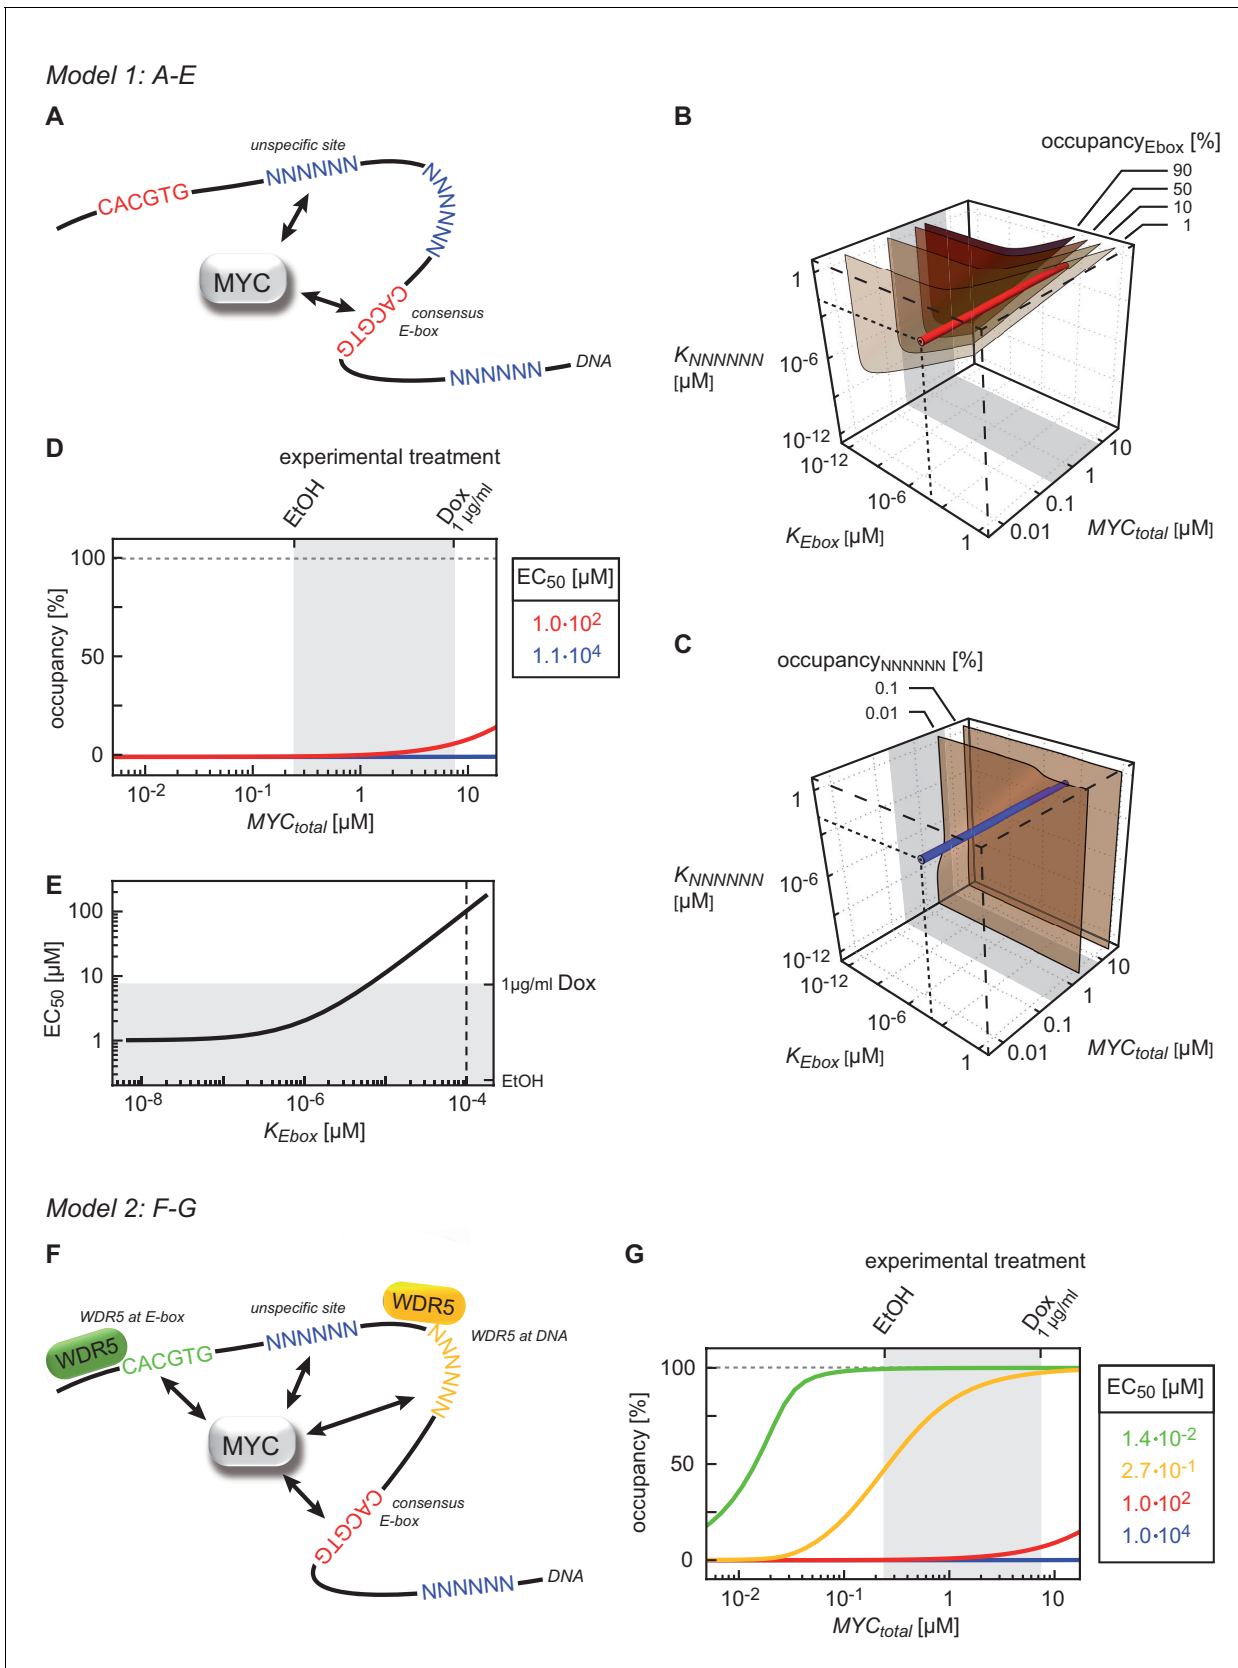 Model 1: A-E
A
unspecific site
CACGTG
NNNNNN
NNNNNN
MYC
CACGTG
consensus
E-box
NNNNNN
DNA
B
occupancyEbox [%]
90
50
10
1
1
10-6
10-12
KNNNNNN
[µM]
10-12
10-6
1
KEbox [µM]
0.01
0.1
1
10
MYCtotal [µM]
D
experimental treatment
EtOH
Dox
1 µg/ml
100
50
0
occupancy [%]
10-2
10-1
1
10
MYCtotal [µM]
EC50 [µM]
1.0·102
1.1·104
C
occupancyNNNNNN [%]
0.1
0.01
1
10-6
10-12
KNNNNNN
[µM]
10-12
10-6
1
KEbox [µM]
0.01
0.1
1
10
MYCtotal [µM]
E
100
10
1
EC50 [µM]
1µg/ml Dox
EtOH
10-8
10-6
10-4
KEbox [µM]
Model 2: F-G
F
WDR5 at E-box
unspecific site
WDR5
WDR5 at DNA
WDR5
CACGTG
NNNNNN
NNNNNN
MYC
CACGTG
consensus
E-box
NNNNNN
DNA
G
experimental treatment
EtOH
Dox
1 µg/ml
100
50
0
occupancy [%]
10-2
10-1
1
10
MYCtotal [µM]
EC50 [µM]
1.4·10-2
2.7·10-1
1.0·102
1.0·104